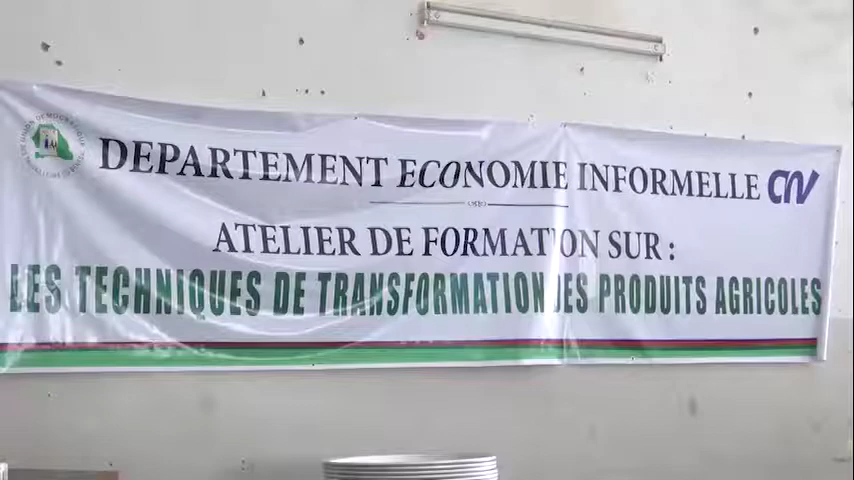 DEPARTEMENT ECONOMIE INFORMELLE CNV
ATELIER DE FORMATION SUR :
LES TECHNIQUES DE TRANSFORMATION DES PRODUITS AGRICOLES